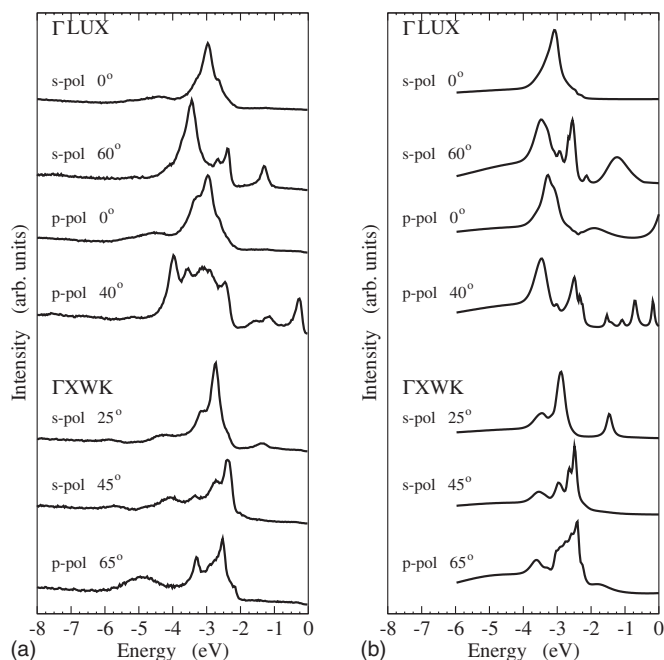 ΓLUX
s-pol 0°
s-pol 60°
p-pol 0°
p-pol 40°
ΓXWK
s-pol 25°
s-pol 45°
p-pol 65°
Intensity (arb. units)
-8 -7 -6 -5 -4 -3 -2 -1 0
(a) Energy (eV)
ΓLUX
s-pol 0°
s-pol 60°
p-pol 0°
p-pol 40°
ΓXWK
s-pol 25°
s-pol 45°
p-pol 65°
Intensity (arb. units)
-8 -7 -6 -5 -4 -3 -2 -1 0
(b) Energy (eV)